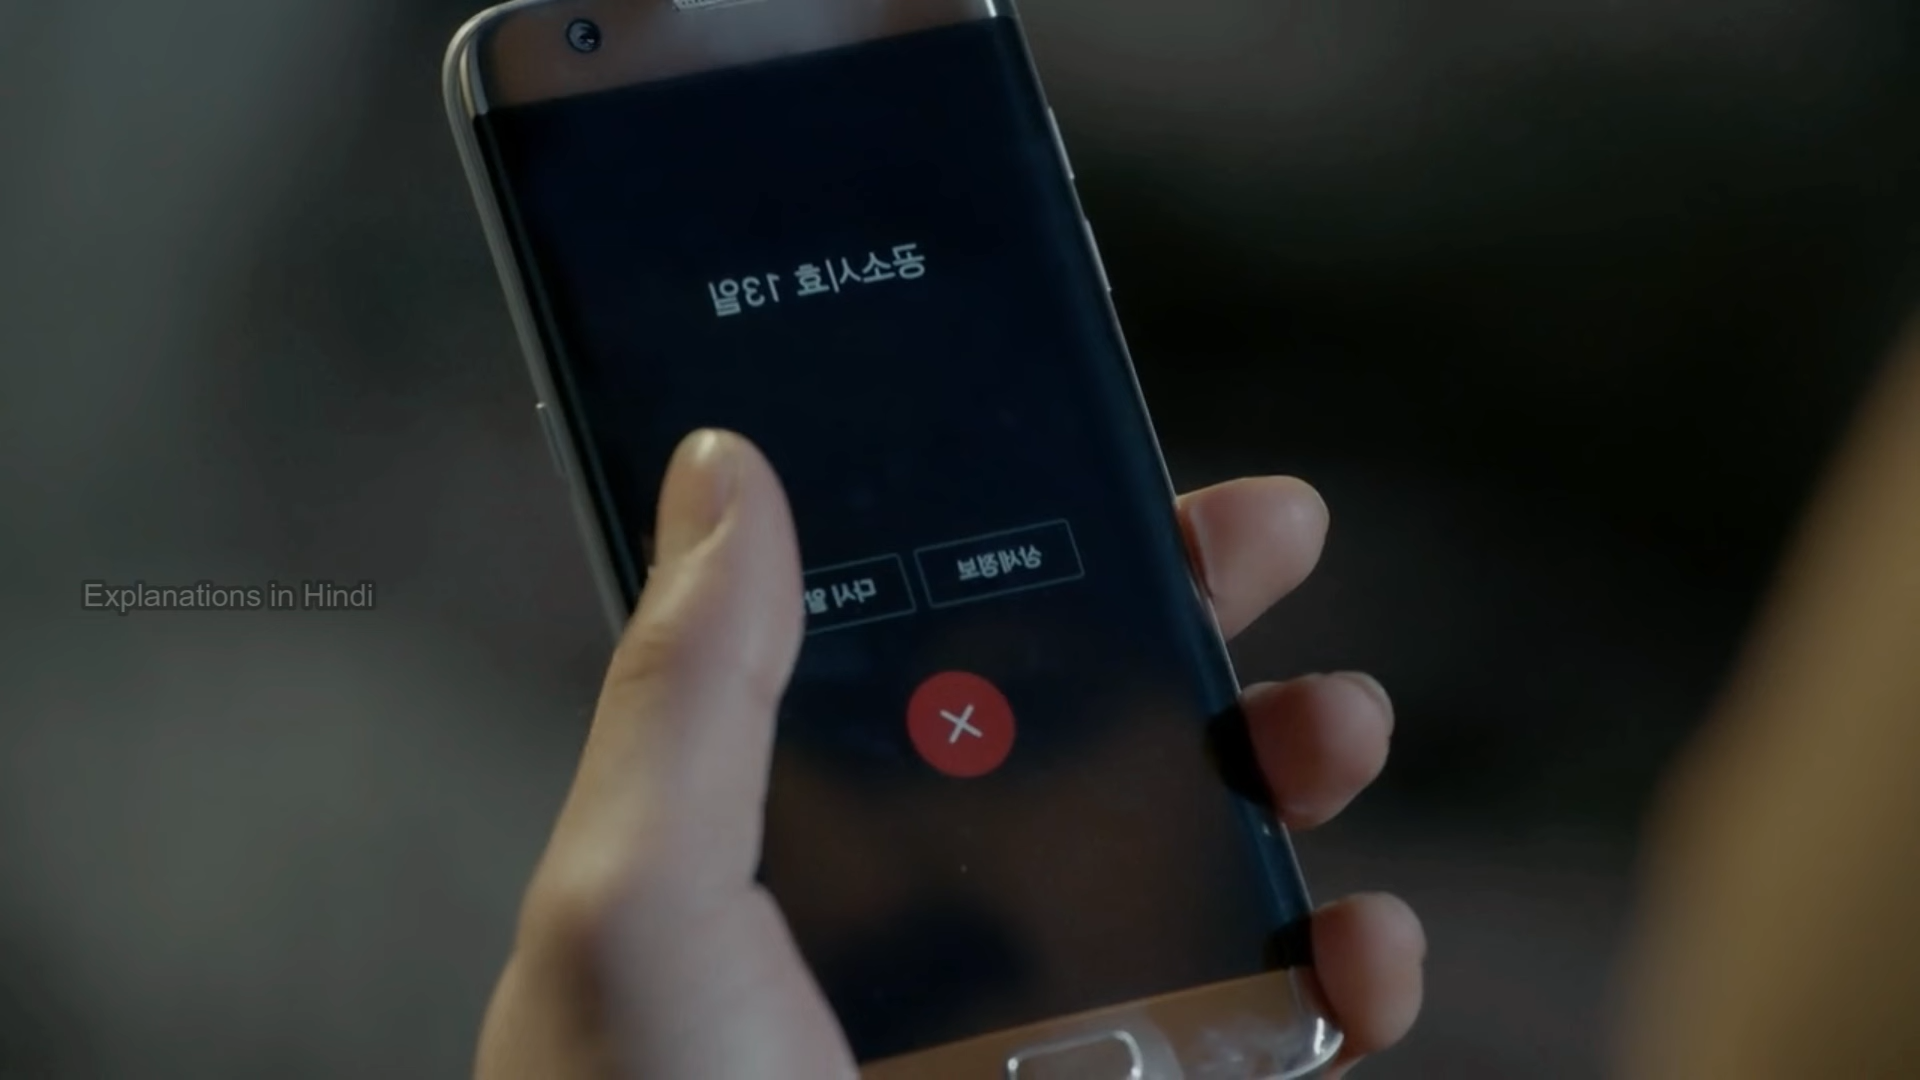 공소시효 13일
다시 알
상세정보
Explanations in Hindi